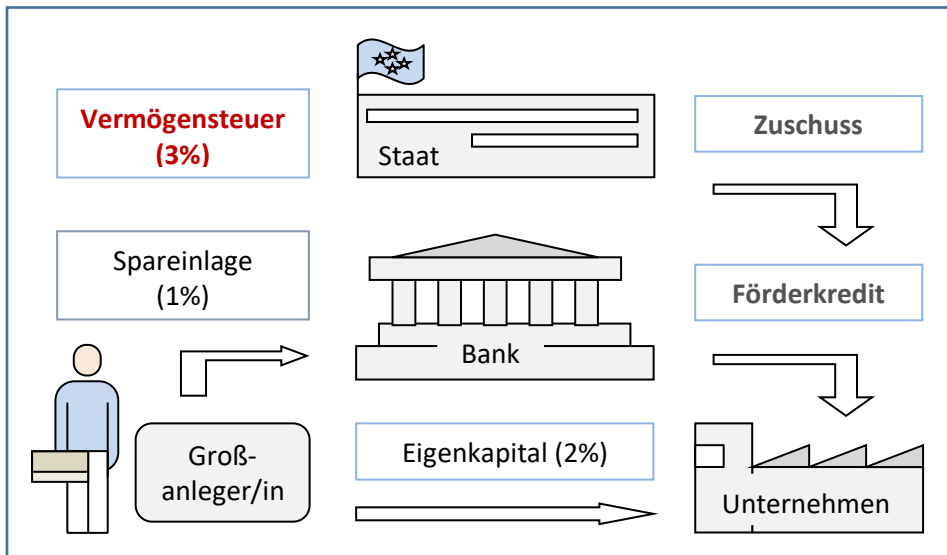 Vermögensteuer
(3%)
Staat
Zuschuss
Spareinlage
(1%)
Bank
Förderkredit
Groß-
anleger/in
Eigenkapital (2%)
Unternehmen